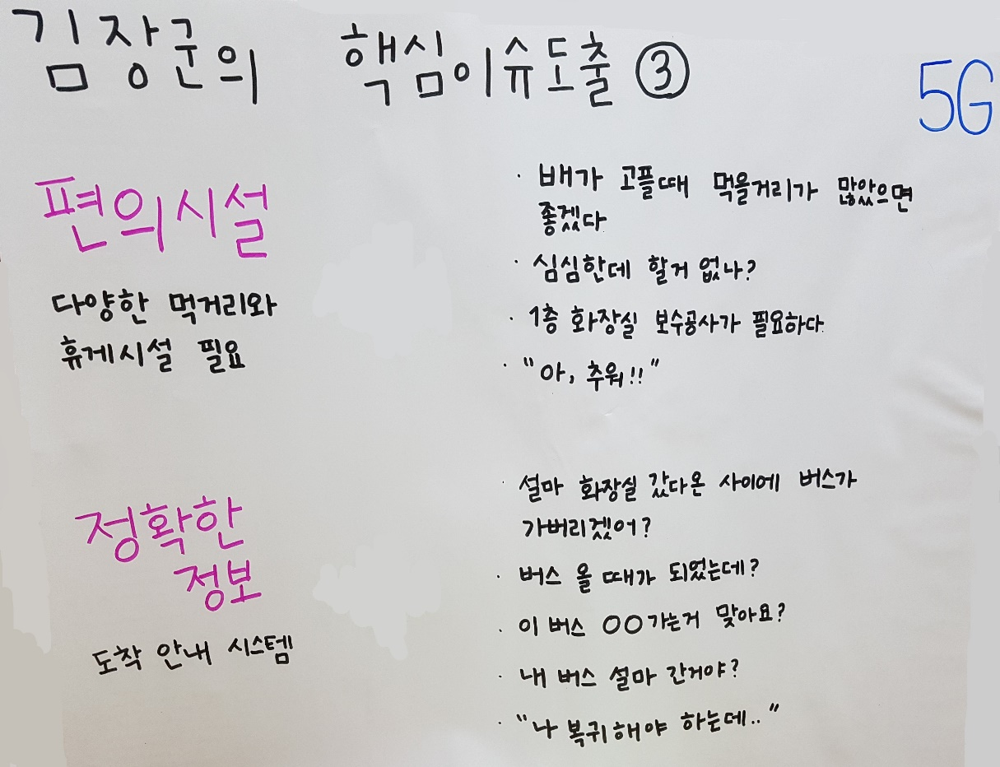 김장군의 핵심이슈도출 ③
5G
편의시설
다양한 먹거리와
휴게시설 필요
· 배가 고플때 먹을거리가 많았으면
좋겠다.
· 심심한데 할거 없나?
· 1층 화장실 보수공사가 필요하다.
· "아, 추워!!"
정확한
정보
도착 안내 시스템
· 설마 화장실 갔다온 사이에 버스가
가버리겠어?
· 버스 올 때가 되었는데?
· 이 버스 OO가는거 맞아요?
· 내 버스 설마 간거야?
· "나 복귀해야 하는데.."